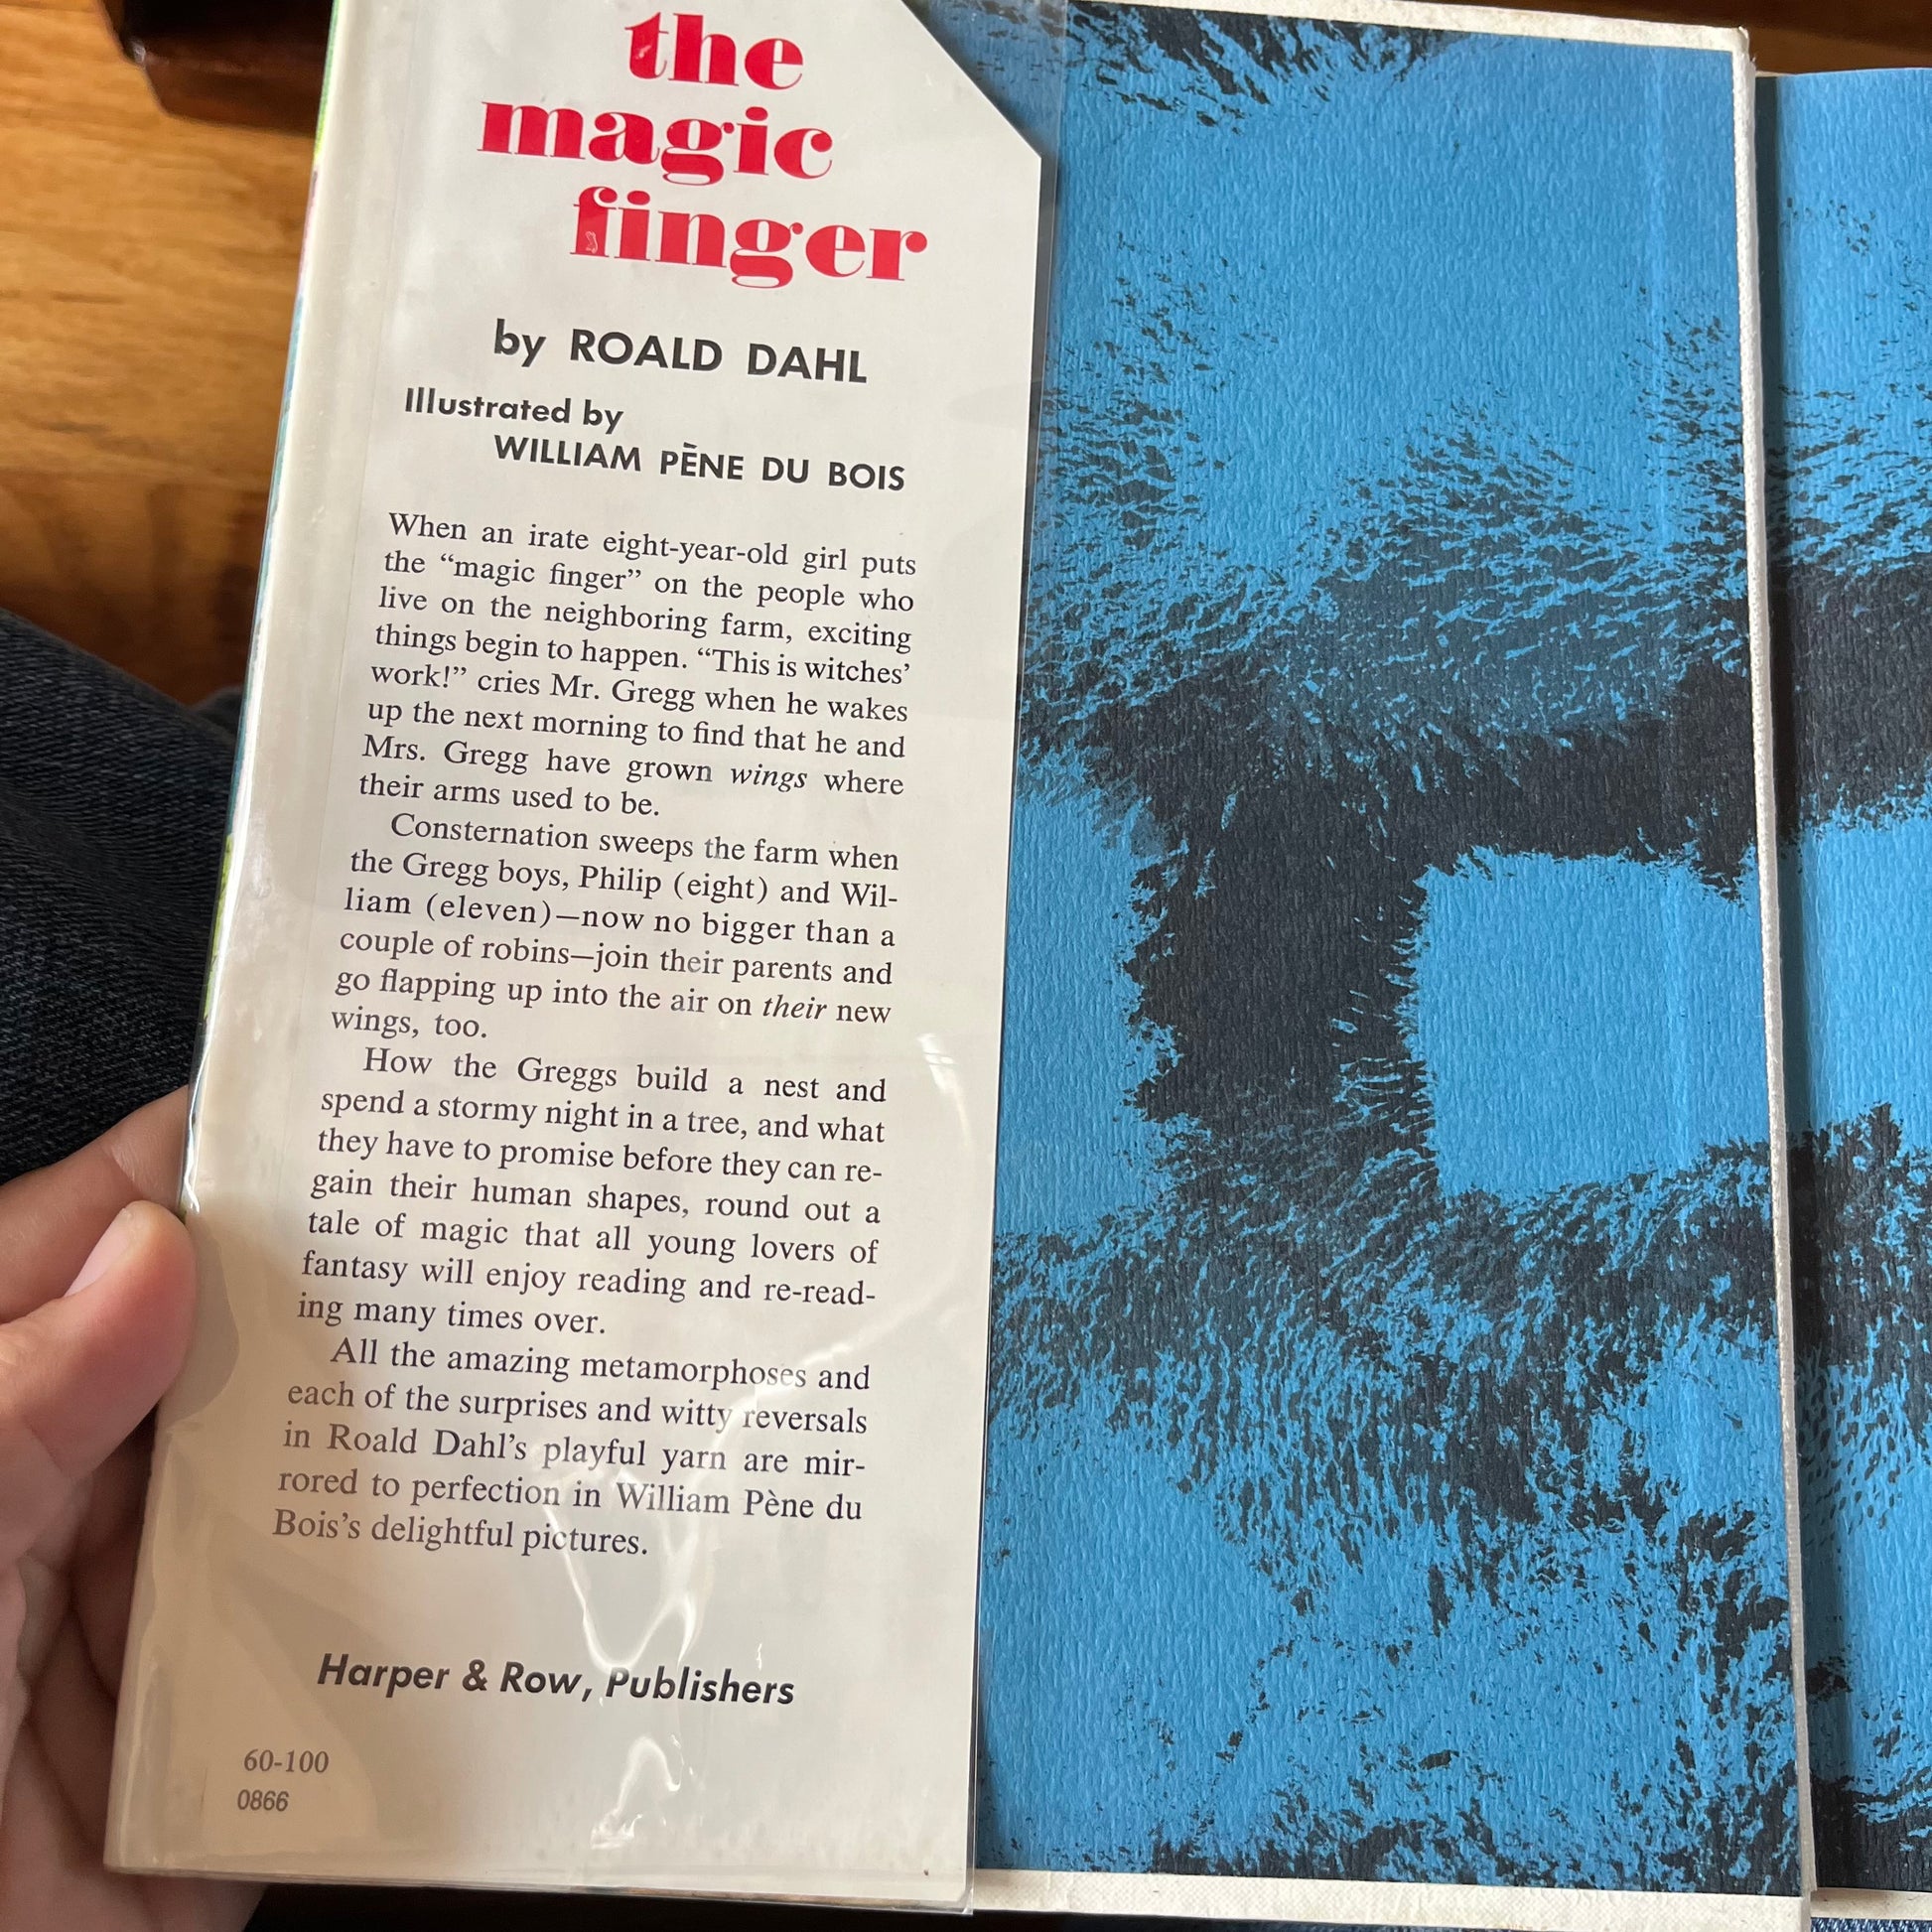 the
magic
finger
by ROALD DAHL
Illustrated by
WILLIAM PÈNE DU BOIS
When an irate eight-year-old girl puts
the “magic finger” on the people who
live on the neighboring farm, exciting
things begin to happen. “This is witches’
work!” cries Mr. Gregg when he wakes
up the next morning to find that he and
Mrs. Gregg have grown wings where
their arms used to be.
Consternation sweeps the farm when
the Gregg boys, Philip (eight) and Wil-
liam (eleven)—now no bigger than a
couple of robins—join their parents and
go flapping up into the air on their new
wings, too.
How the Greggs build a nest and
spend a stormy night in a tree, and what
they have to promise before they can re-
gain their human shapes, round out a
tale of magic that all young lovers of
fantasy will enjoy reading and re-read-
ing many times over.
All the amazing metamorphoses and
each of the surprises and witty reversals
in Roald Dahl’s playful yarn are mir-
rored to perfection in William Pène du
Bois’s delightful pictures.
Harper & Row, Publishers
60-100
0866